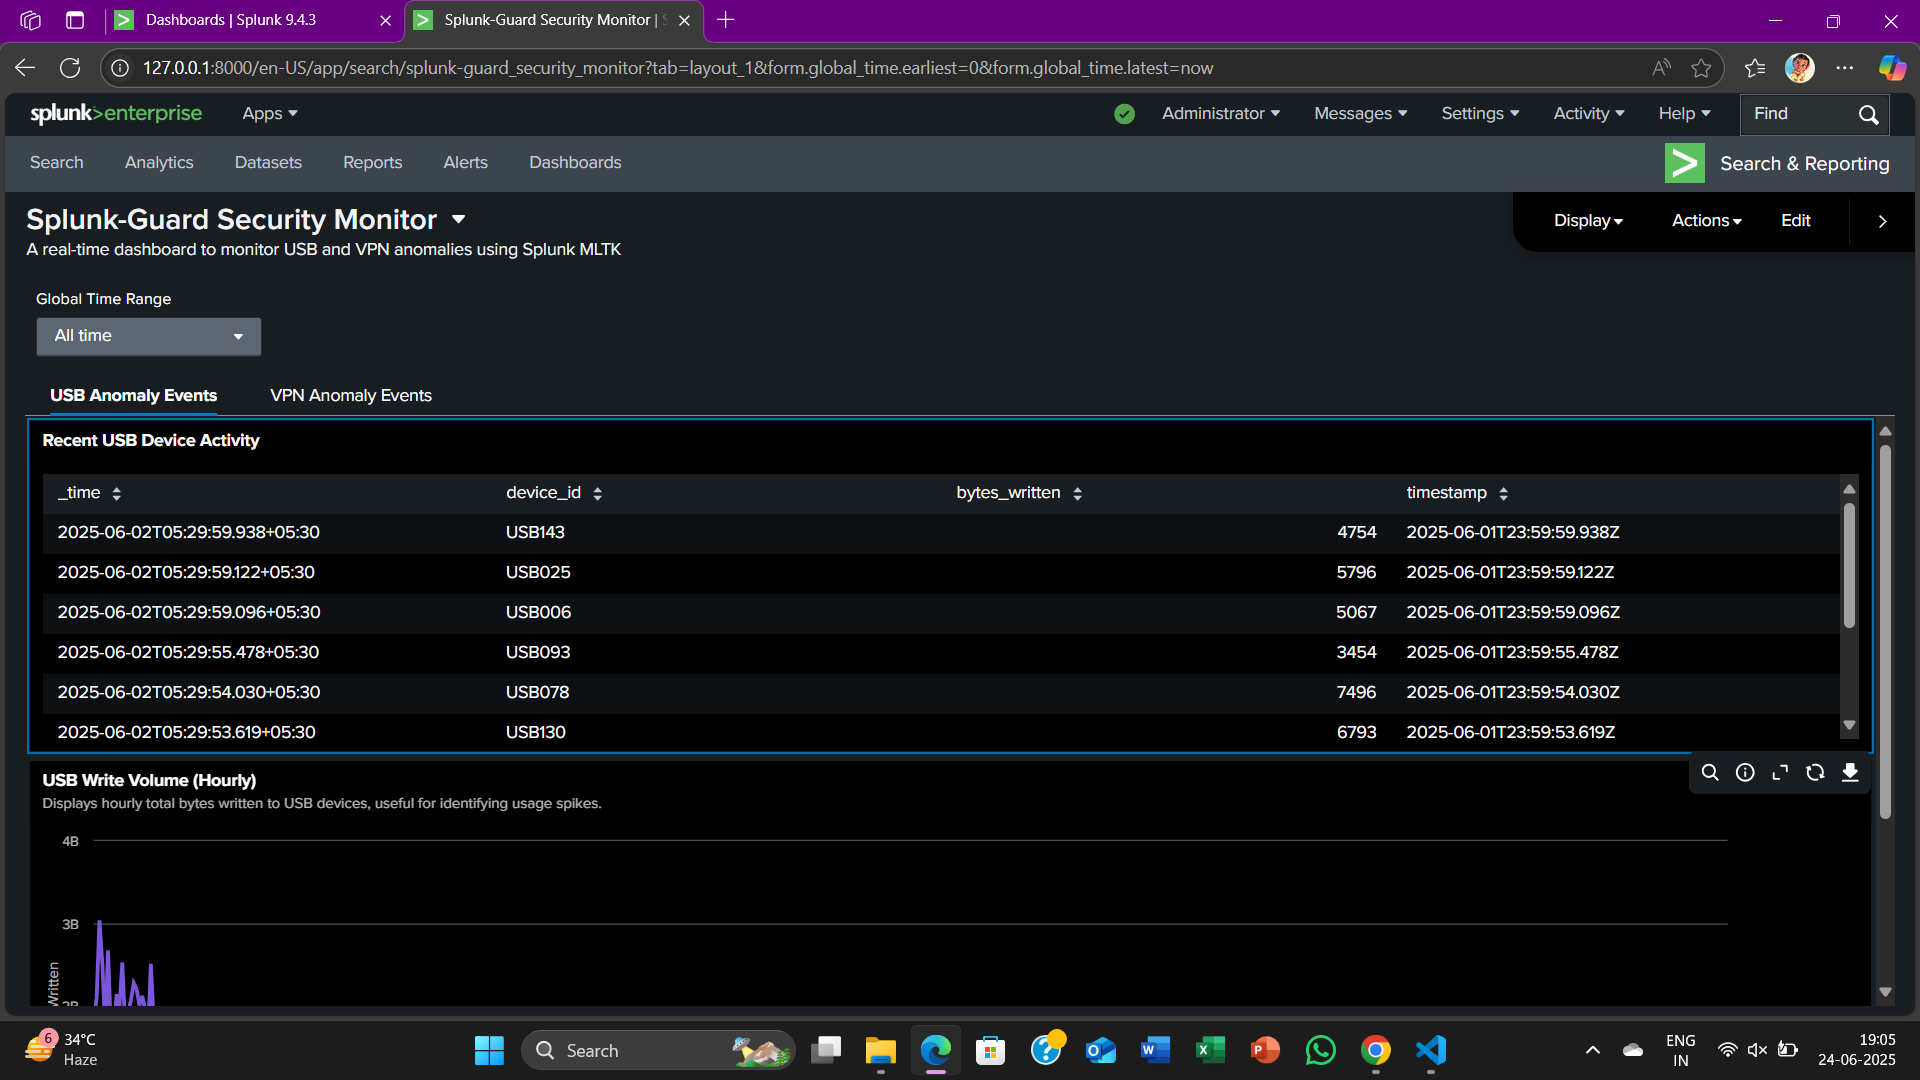 Dashboards | Splunk 9.4.3
Splunk-Guard Security Monitor |
127.0.0.1:8000/en-US/app/search/splunk-guard_security_monitor?tab=layout_1&form.global_time.earliest=0&form.global_time.latest=now
splunk>enterprise Apps Administrator Messages Settings Activity Help Find
Search Analytics Datasets Reports Alerts Dashboards Search & Reporting
Splunk-Guard Security Monitor Display Actions Edit
A real-time dashboard to monitor USB and VPN anomalies using Splunk MLTK
Global Time Range
All time
USB Anomaly Events VPN Anomaly Events
Recent USB Device Activity
_time device_id bytes_written timestamp
2025-06-02T05:29:59.938+05:30 USB143 4754 2025-06-01T23:59:59.938Z
2025-06-02T05:29:59.122+05:30 USB025 5796 2025-06-01T23:59:59.122Z
2025-06-02T05:29:59.096+05:30 USB006 5067 2025-06-01T23:59:59.096Z
2025-06-02T05:29:55.478+05:30 USB093 3454 2025-06-01T23:59:55.478Z
2025-06-02T05:29:54.030+05:30 USB078 7496 2025-06-01T23:59:54.030Z
2025-06-02T05:29:53.619+05:30 USB130 6793 2025-06-01T23:59:53.619Z
USB Write Volume (Hourly)
Displays hourly total bytes written to USB devices, useful for identifying usage spikes.
4B
3B
Written
6 34°C
Haze
Search
ENG
IN
19:05
24-06-2025